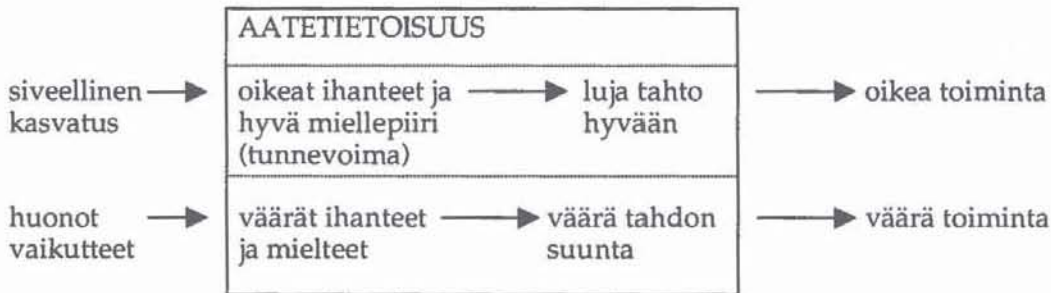 AATETIETOISUUS
siveellinen
kasvatus
oikeat ihanteet ja
hyvä miellepiiri
(tunnevoima)
luja tahto
hyvään
oikea toiminta
huonot
vaikutteet
väärät ihanteet
ja mielteet
väärä tahdon
suunta
väärä toiminta